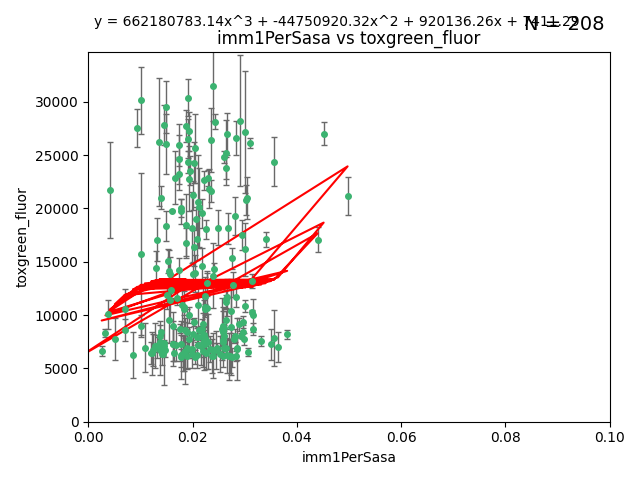 y = 662180783.14x^3 + -44750920.32x^2 + 920136.26x +
N = 208
imm1PerSasa vs toxgreen_fluor
30000
25000
20000
15000
10000
5000
0
toxgreen_fluor
0.00 0.02 0.04 0.06 0.08 0.10
imm1PerSasa